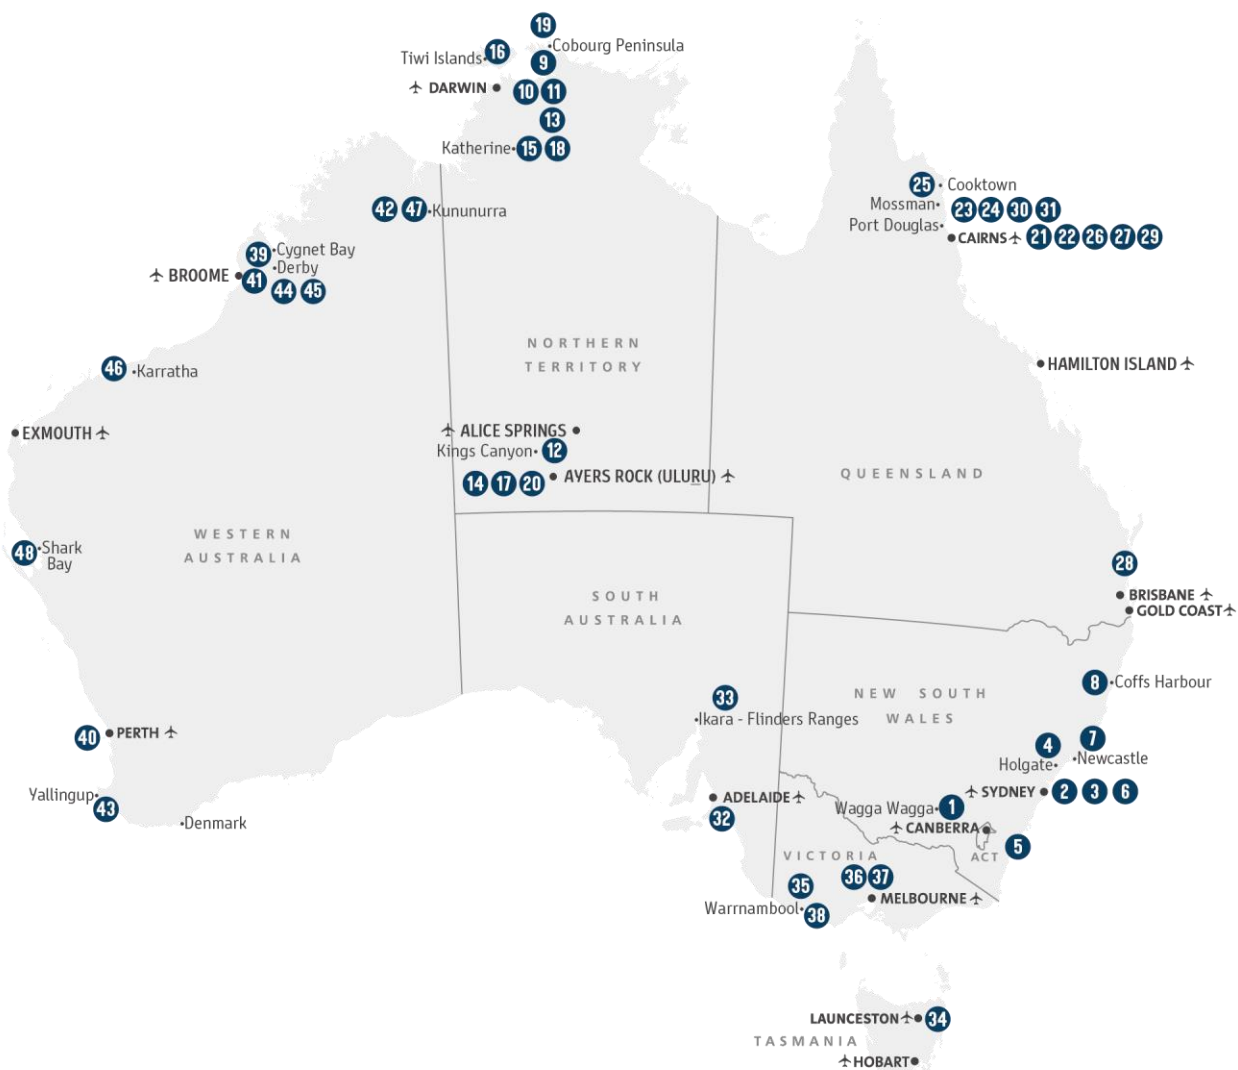 19
Cobourg Peninsula
Tiwi Islands 16
9
DARWIN 10 11
13
Katherine 15 18
25 Cooktown
Mossman 23 24 30 31
Port Douglas
CAIRNS 21 22 26 27 29
42 47 Kununurra
39 Cygnet Bay
Derby
BROOME 41
44 45
NORTHERN
TERRITORY
46 Karratha
HAMILTON ISLAND
EXMOUTH
ALICE SPRINGS
Kings Canyon 12
14 17 20 AYERS ROCK (ULURU)
QUEENSLAND
WESTERN
AUSTRALIA
48 Shark
Bay
28
BRISBANE
GOLD COAST
SOUTH
AUSTRALIA
8 Coffs Harbour
33
Ikara - Flinders Ranges
NEW SOUTH
WALES
40 PERTH
4
7
Newcastle
Holgate
SYDNEY 2 3 6
Yallingup
43
Denmark
ADELAIDE
32
Wagga Wagga 1
CANBERRA
ACT
5
VICTORIA
35
36 37
MELBOURNE
Warrnambool 38
LAUNCESTON 34
TASMANIA
HOBART